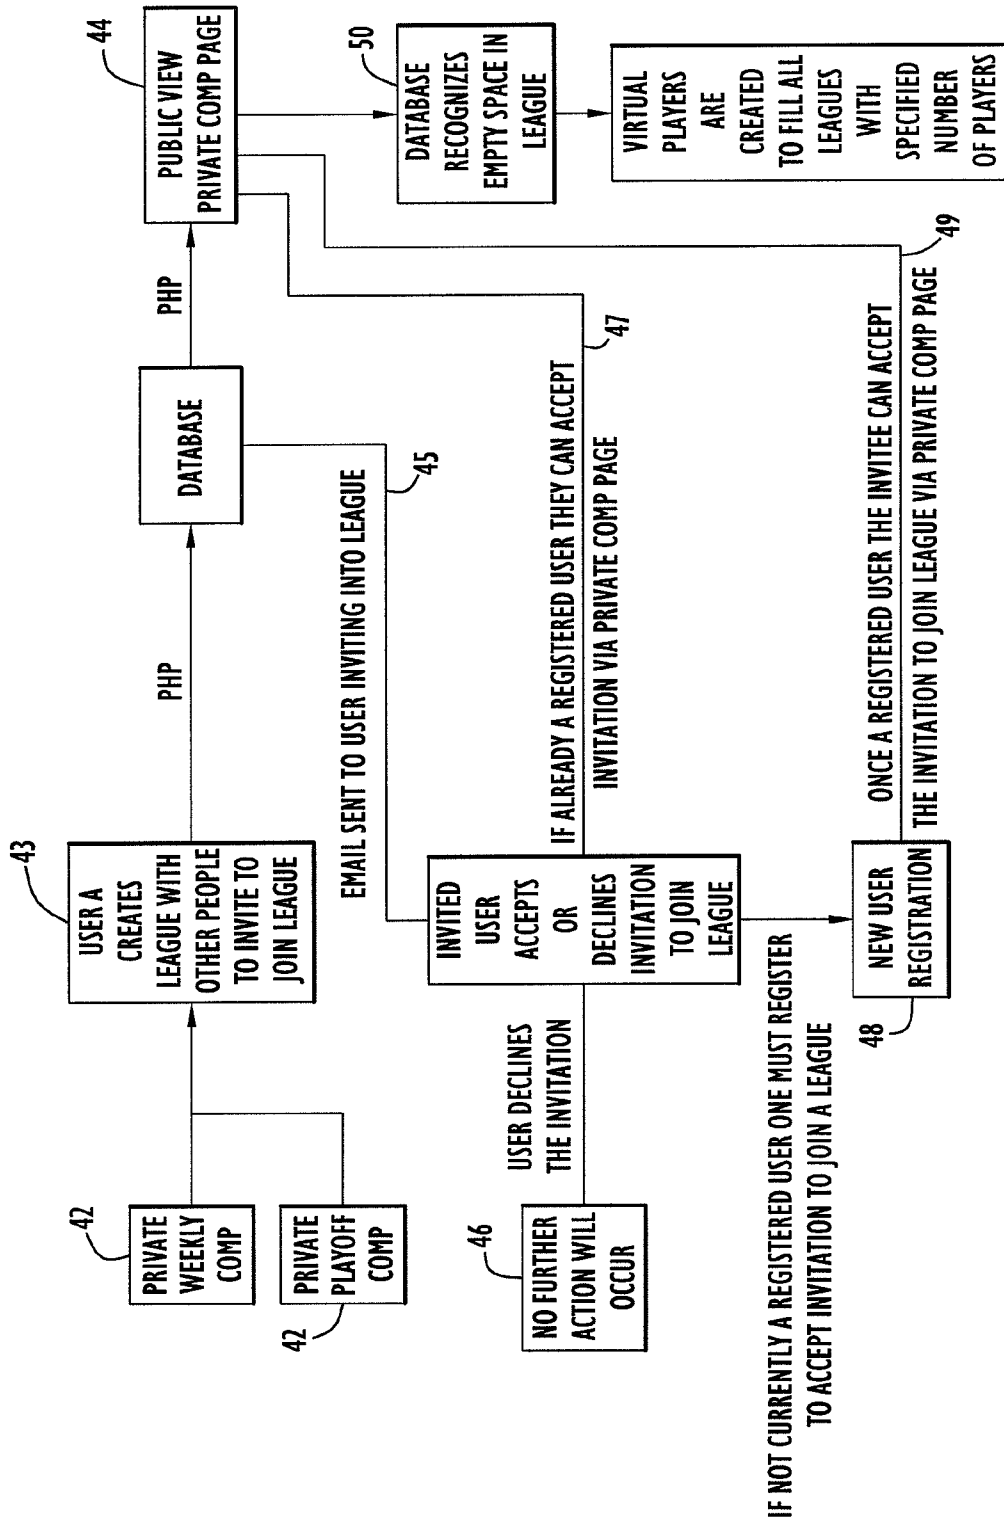 42
PRIVATE
WEEKLY
COMP
PRIVATE
PLAYOFF
COMP
42
43
USER A
CREATES
LEAGUE WITH
OTHER PEOPLE
TO INVITE TO
JOIN LEAGUE
PHP
DATABASE
PHP
44
PUBLIC VIEW
PRIVATE COMP PAGE
EMAIL SENT TO USER INVITING INTO LEAGUE
45
50
DATABASE
RECOGNIZES
EMPTY SPACE IN
LEAGUE
VIRTUAL
PLAYERS
ARE
CREATED
TO FILL ALL
LEAGUES
WITH
SPECIFIED
NUMBER
OF PLAYERS
46
NO FURTHER
ACTION WILL
OCCUR
USER DECLINES
THE INVITATION
INVITED
USER
ACCEPTS
OR
DECLINES
INVITATION
TO JOIN
LEAGUE
IF ALREADY A REGISTERED USER THEY CAN ACCEPT
INVITATION VIA PRIVATE COMP PAGE
47
IF NOT CURRENTLY A REGISTERED USER ONE MUST REGISTER
TO ACCEPT INVITATION TO JOIN A LEAGUE
48
NEW USER
REGISTRATION
ONCE A REGISTERED USER THE INVITEE CAN ACCEPT
THE INVITATION TO JOIN LEAGUE VIA PRIVATE COMP PAGE
49